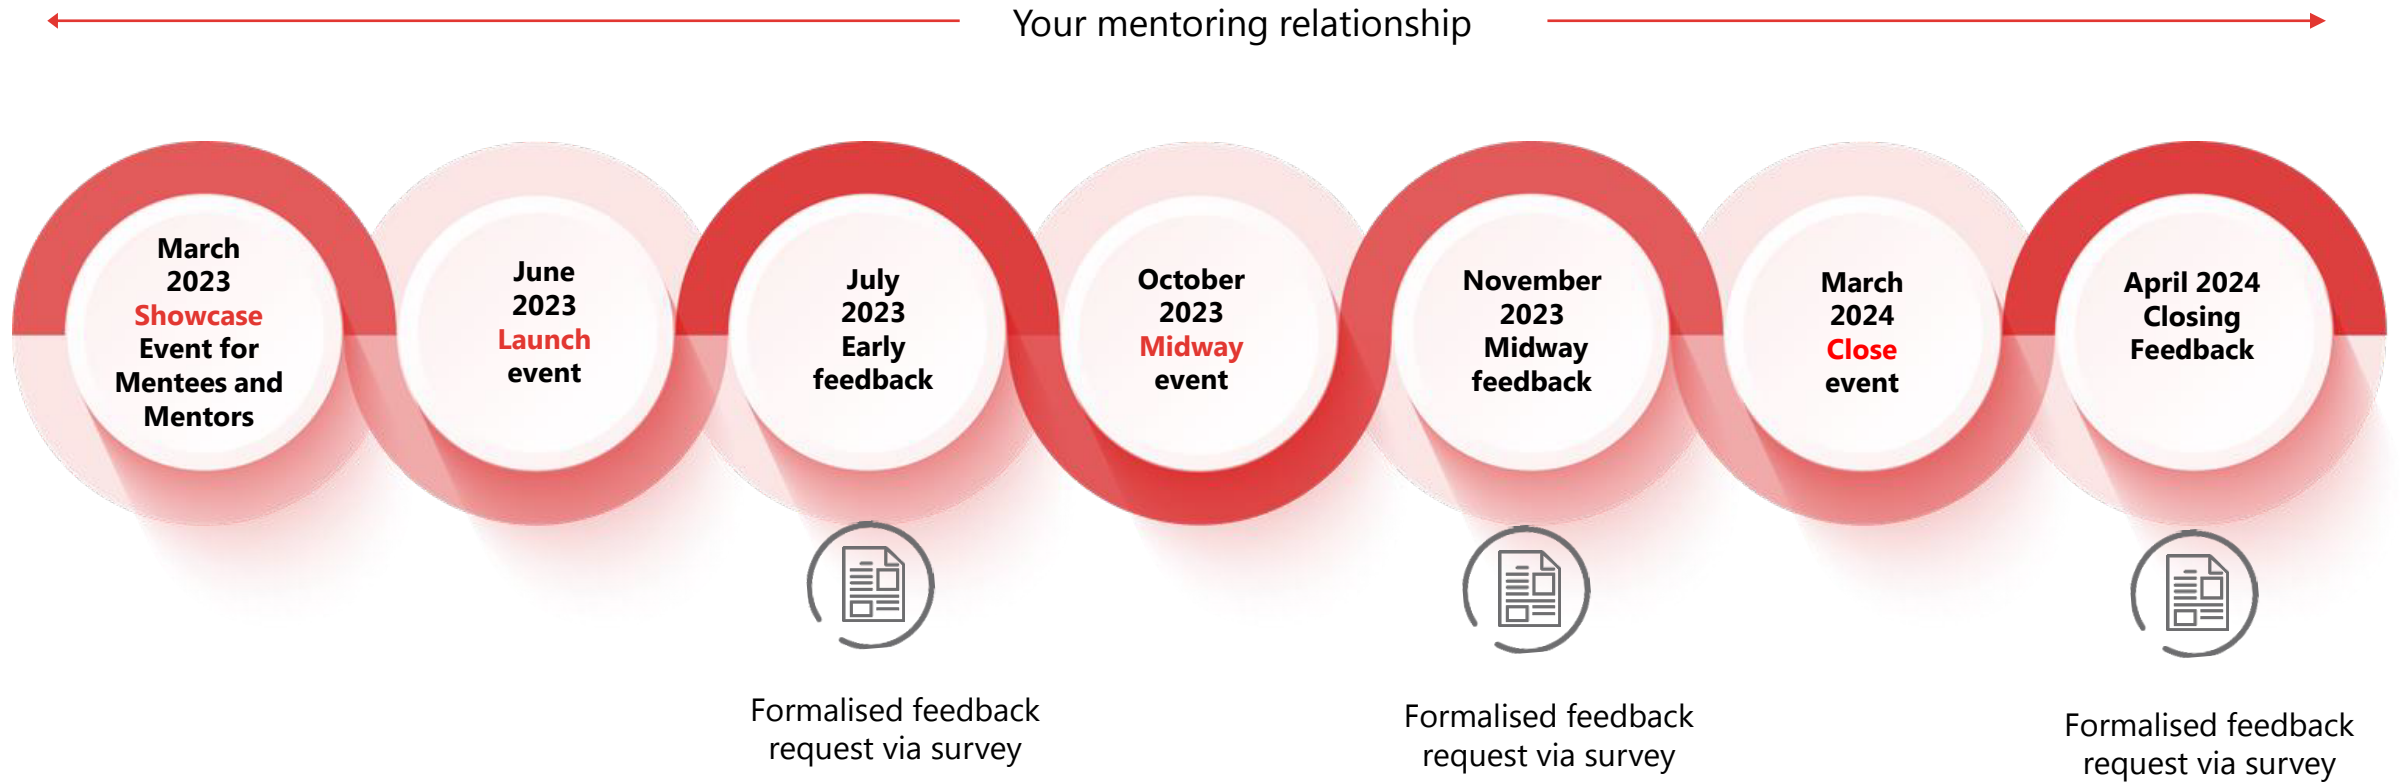 Your mentoring relationship
March
2023
Showcase
Event for
Mentees and
Mentors
June
2023
Launch
event
July
2023
Early
feedback
October
2023
Midway
event
November
2023
Midway
feedback
March
2024
Close
event
April 2024
Closing
Feedback
Formalised feedback
request via survey
Formalised feedback
request via survey
Formalised feedback
request via survey